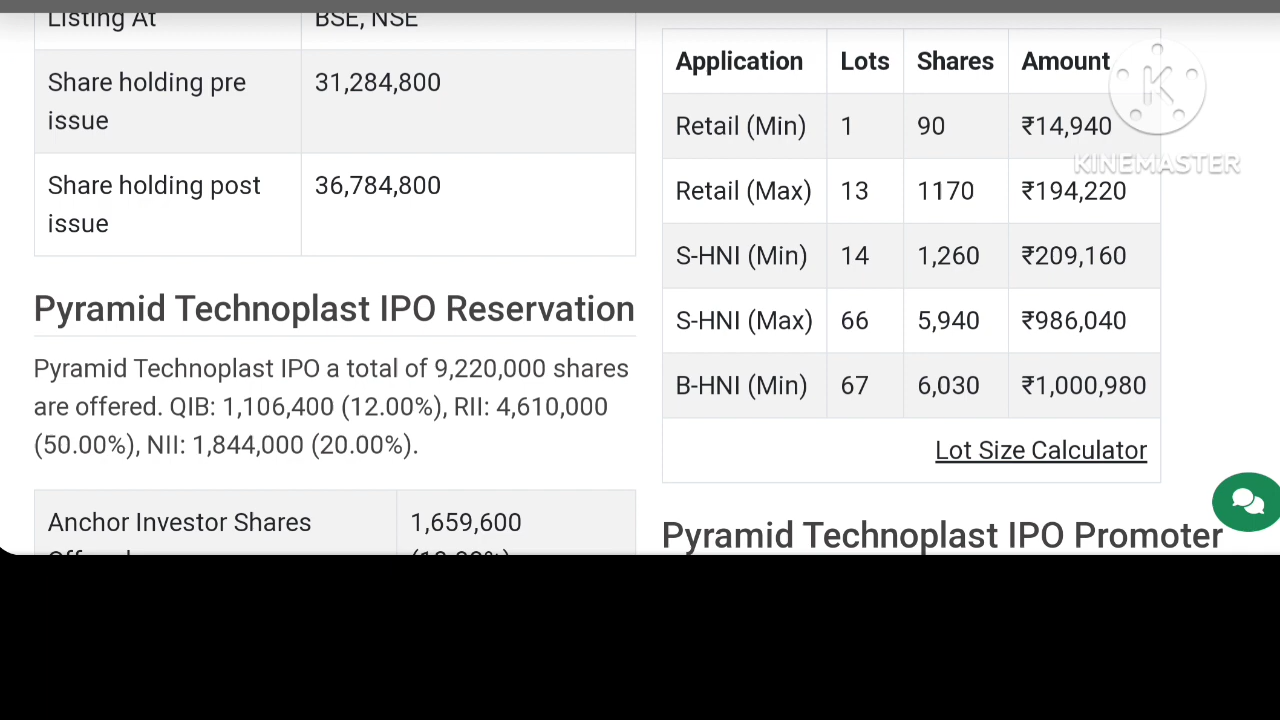 Listing At BSE, NSE
Share holding pre 31,284,800
issue
Share holding post 36,784,800
issue
Pyramid Technoplast IPO Reservation
Pyramid Technoplast IPO a total of 9,220,000 shares
are offered. QIB: 1,106,400 (12.00%), RII: 4,610,000
(50.00%), NII: 1,844,000 (20.00%).
Anchor Investor Shares 1,659,600
Application Lots Shares Amount
Retail (Min) 1 90 ₹14,940
Retail (Max) 13 1170 ₹194,220
S-HNI (Min) 14 1,260 ₹209,160
S-HNI (Max) 66 5,940 ₹986,040
B-HNI (Min) 67 6,030 ₹1,000,980
Lot Size Calculator
Pyramid Technoplast IPO Promoter
K
KINEMASTER